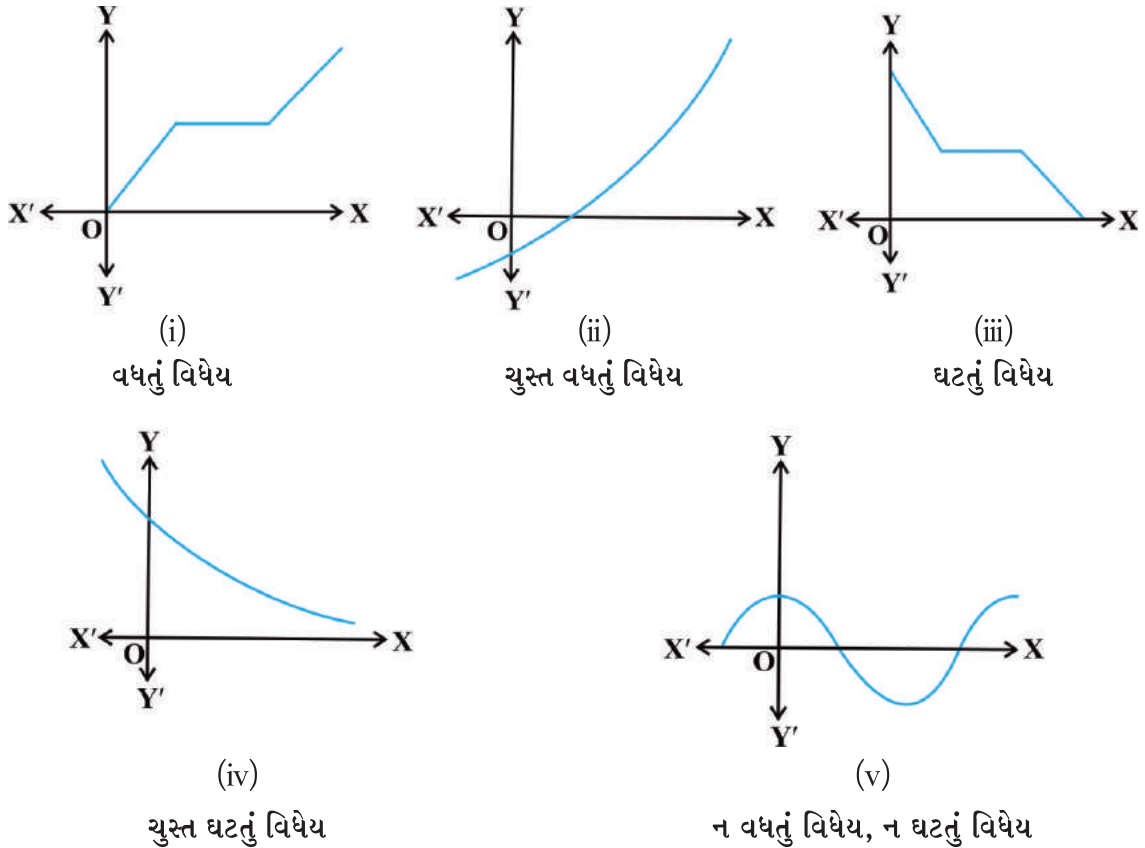 Y Y Y
X' O X X' O X X' O X
Y' Y' Y'
(i) (ii) (iii)
વધતું વિધેય ચુસ્ત વધતું વિધેય ઘટતું વિધેય
Y Y
X' O X X' O X
Y' Y'
(iv) (v)
ચુસ્ત ઘટતું વિધેય ન વધતું વિધેય, ન ઘટતું વિધેય